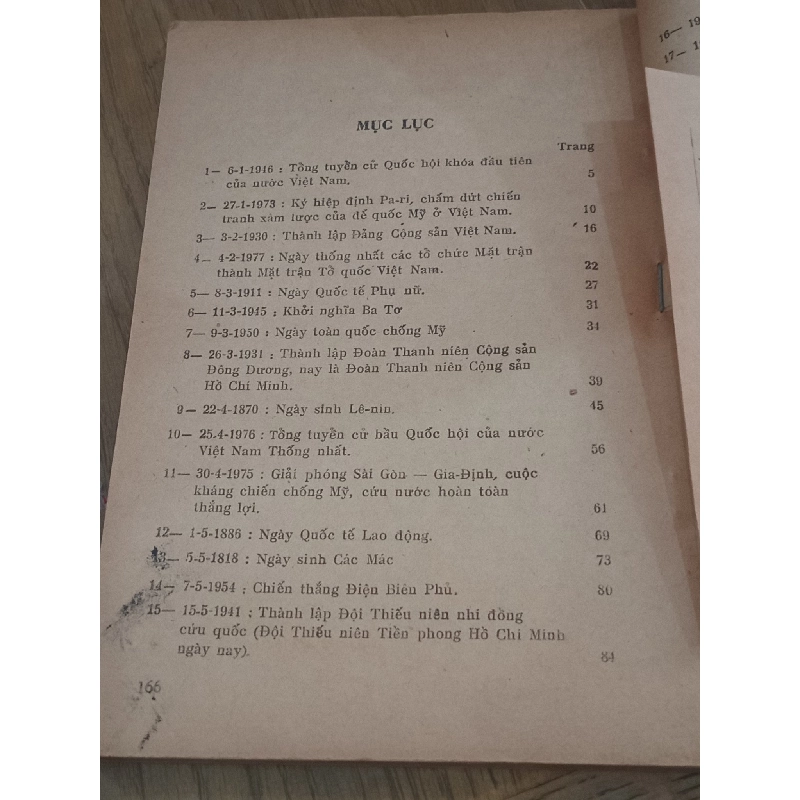 MỤC LỤC
Trang
1— 6-1-1946 : Tổng tuyển cử Quốc hội khóa đầu tiên
của nước Việt Nam. 5
2— 27-1-1973 : Ký hiệp định Pa-ri, chấm dứt chiến
tranh xâm lược của đế quốc Mỹ ở Việt Nam. 10
3— 3-2-1930 : Thành lập Đảng Cộng sản Việt Nam. 16
4— 4-2-1977 : Ngày thống nhất các tổ chức Mặt trận
thành Mặt trận Tổ quốc Việt Nam. 22
5— 8-3-1911 : Ngày Quốc tế Phụ nữ. 27
6— 11-3-1945 : Khởi nghĩa Ba Tơ 31
7— 9-3-1950 : Ngày toàn quốc chống Mỹ 34
8— 26-3-1931 : Thành lập Đoàn Thanh niên Cộng sản
Đông Dương, nay là Đoàn Thanh niên Cộng sản
Hồ Chí Minh. 39
9— 22-4-1870 : Ngày sinh Lê-nin. 45
10— 25.4-1976 : Tổng tuyển cử bầu Quốc hội của nước
Việt Nam Thống nhất. 56
11— 30-4-1975 : Giải phóng Sài Gòn — Gia-Định, cuộc
kháng chiến chống Mỹ, cứu nước hoàn toàn
thắng lợi. 61
12— 1-5-1886 : Ngày Quốc tế Lao động. 69
13— 5-5-1818 : Ngày sinh Các Mác 73
14— 7-5-1954 : Chiến thắng Điện Biên Phủ. 80
15— 15-5-1941 : Thành lập Đội Thiếu niên nhi đồng
cứu quốc (Đội Thiếu niên Tiền phong Hồ Chí Minh
ngày nay). 84
166
16— 19
17—